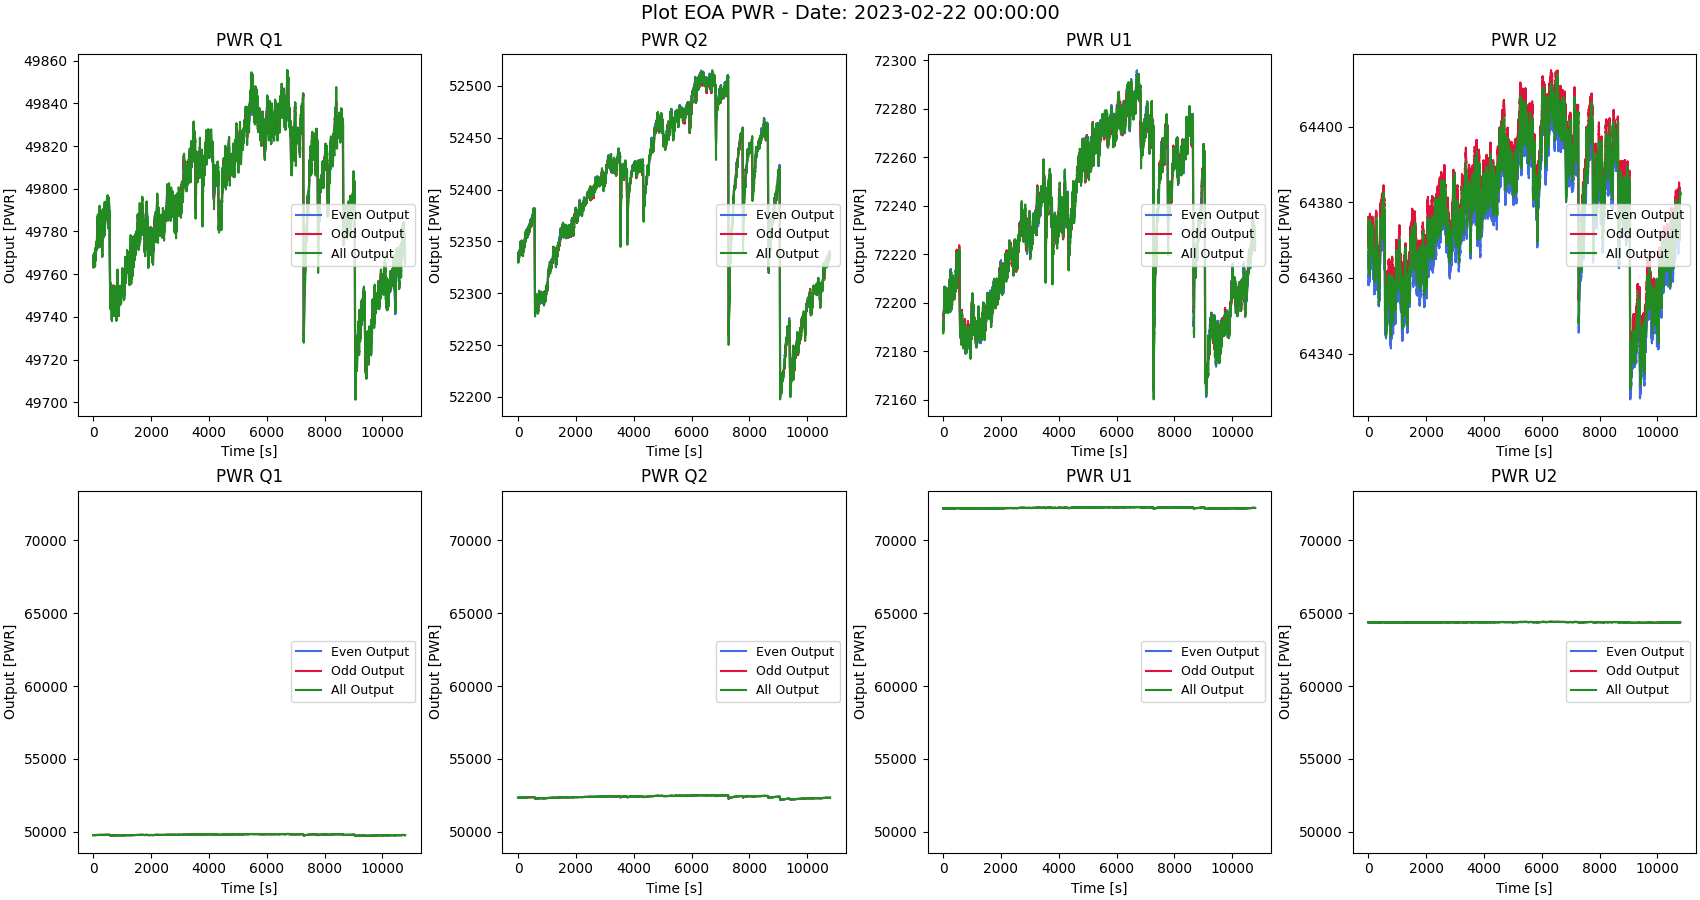 Plot EOA PWR - Date: 2023-02-22 00:00:00
PWR Q1
49860
49840
49820
49800
49780
49760
49740
49720
49700
Output [PWR]
0 2000 4000 6000 8000 10000
Time [s]
Even Output
Odd Output
All Output
PWR Q2
52500
52450
52400
52350
52300
52250
52200
Output [PWR]
0 2000 4000 6000 8000 10000
Time [s]
Even Output
Odd Output
All Output
PWR U1
72300
72280
72260
72240
72220
72200
72180
72160
Output [PWR]
0 2000 4000 6000 8000 10000
Time [s]
Even Output
Odd Output
All Output
PWR U2
64400
64380
64360
64340
Output [PWR]
0 2000 4000 6000 8000 10000
Time [s]
Even Output
Odd Output
All Output
PWR Q1
70000
65000
60000
55000
50000
Output [PWR]
0 2000 4000 6000 8000 10000
Time [s]
Even Output
Odd Output
All Output
PWR Q2
70000
65000
60000
55000
50000
Output [PWR]
0 2000 4000 6000 8000 10000
Time [s]
Even Output
Odd Output
All Output
PWR U1
70000
65000
60000
55000
50000
Output [PWR]
0 2000 4000 6000 8000 10000
Time [s]
Even Output
Odd Output
All Output
PWR U2
70000
65000
60000
55000
50000
Output [PWR]
0 2000 4000 6000 8000 10000
Time [s]
Even Output
Odd Output
All Output